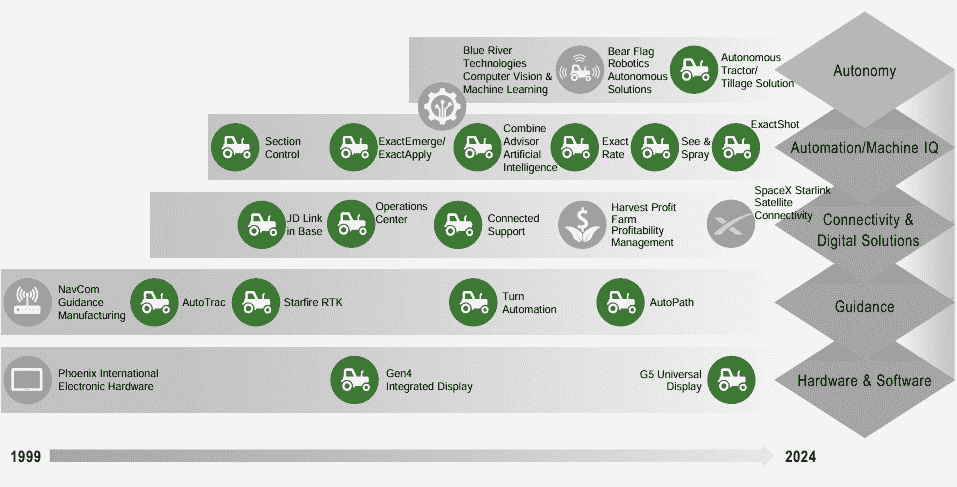 Blue River
Technologies
Computer Vision &
Machine Learning
Bear Flag
Robotics
Autonomous
Solutions
Autonomous
Tractor/
Tillage Solution
Autonomy
Section
Control
ExactEmerge/
ExactApply
Combine
Advisor
Artificial
Intelligence
Exact
Rate
See &
Spray
ExactShot
Automation/Machine IQ
JD Link
in Base
Operations
Center
Connected
Support
Harvest Profit
Farm
Profitability
Management
SpaceX Starlink
Satellite
Connectivity
Connectivity &
Digital Solutions
NavCom
Guidance
Manufacturing
AutoTrac
Starfire RTK
Turn
Automation
AutoPath
Guidance
Phoenix International
Electronic Hardware
Gen4
Integrated Display
G5 Universal
Display
Hardware & Software
1999
2024